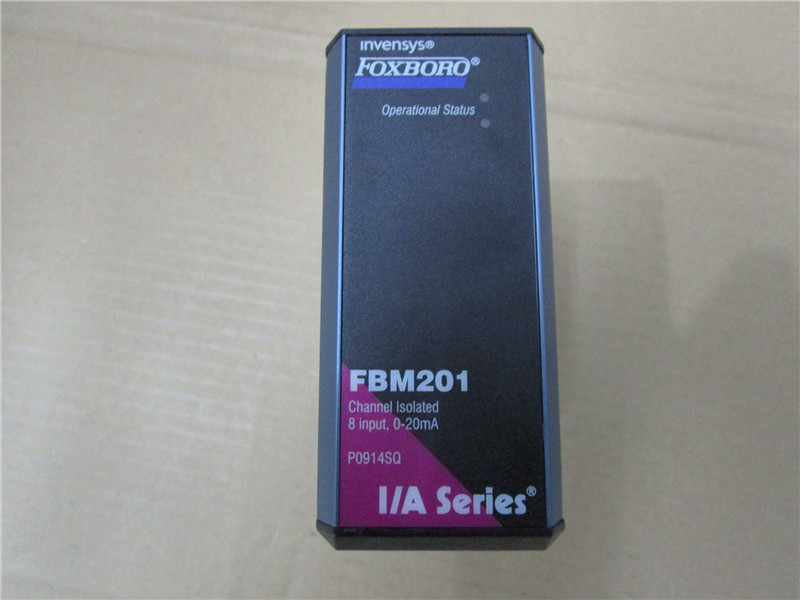 invensys®
FOXBORO®
Operational Status
FBM201
Channel Isolated
8 input, 0-20mA
P0914SQ
I/A Series®